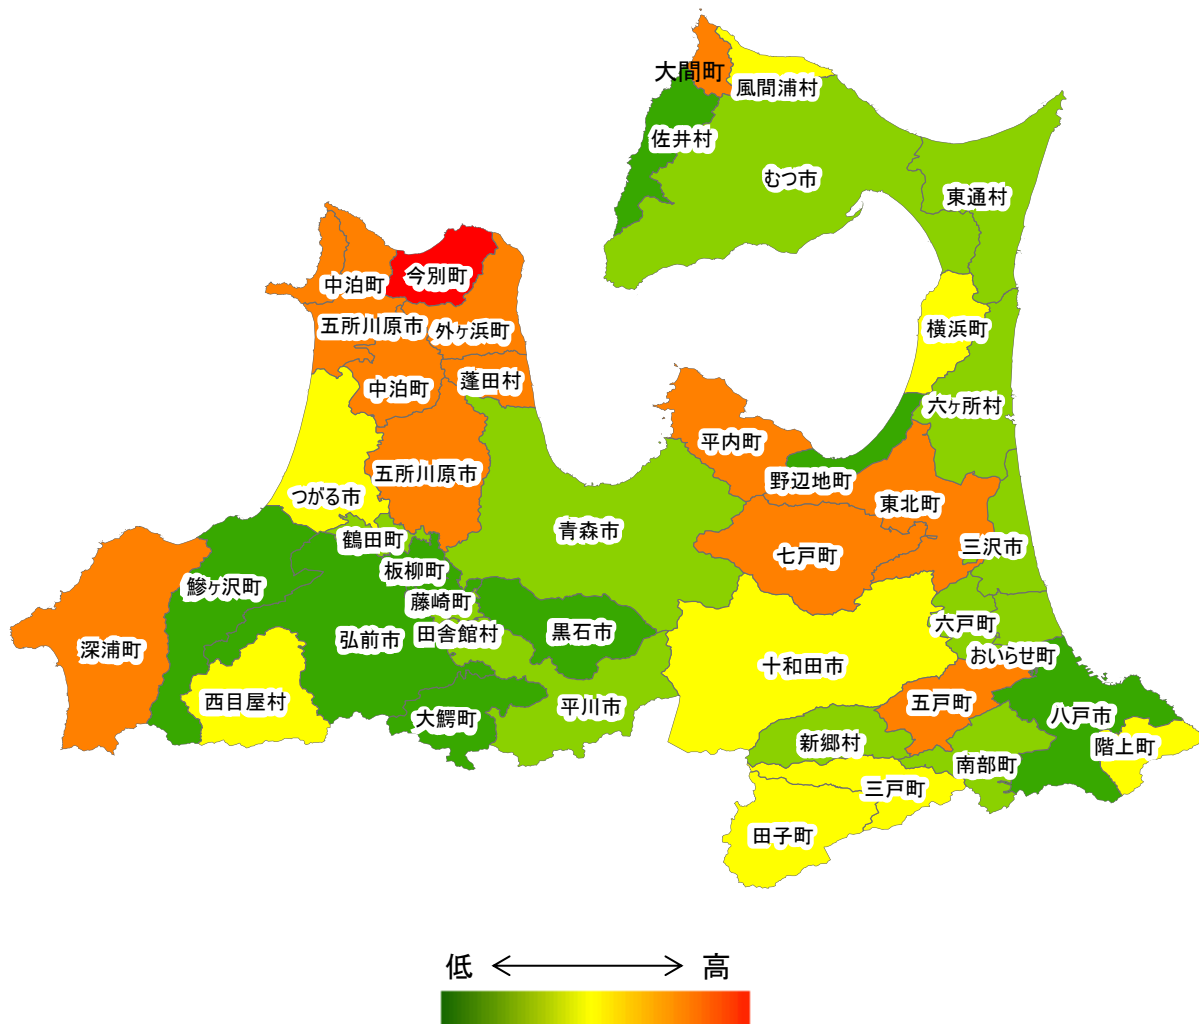 大間町
風間浦村
佐井村
むつ市
東通村
中泊町
今別町
五所川原市
外ヶ浜町
横浜町
中泊町
蓬田村
六ヶ所村
平内町
五所川原市
野辺地町
つがる市
東北町
青森市
鶴田町
三沢市
七戸町
板柳町
鰺ヶ沢町
藤崎町
六戸町
田舎館村
黒石市
弘前市
深浦町
おいらせ町
十和田市
西目屋村
五戸町
平川市
八戸市
大鰐町
新郷村
階上町
南部町
三戸町
田子町
低 高